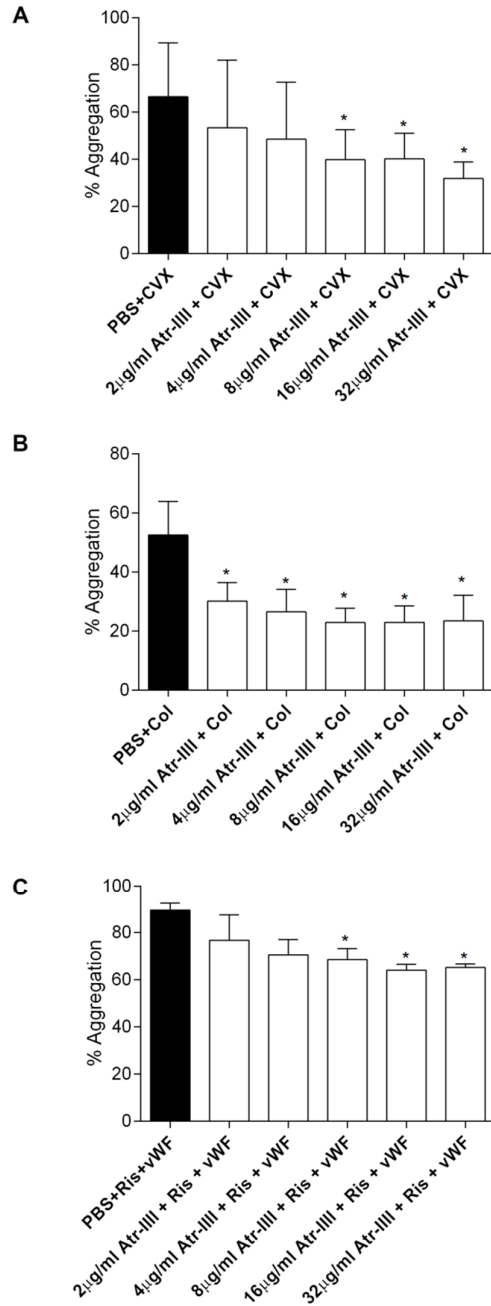 A
% Aggregation
100
80
60
40
20
0
*
*
*
PBS+CVX
2μg/ml Atr-IIII + CVX
4μg/ml Atr-IIII + CVX
8μg/ml Atr-IIII + CVX
16μg/ml Atr-IIII + CVX
32μg/ml Atr-IIII + CVX
B
% Aggregation
80
60
40
20
0
*
*
*
*
*
PBS+Col
2μg/ml Atr-IIII + Col
4μg/ml Atr-IIII + Col
8μg/ml Atr-IIII + Col
16μg/ml Atr-IIII + Col
32μg/ml Atr-IIII + Col
C
% Aggregation
100
80
60
40
20
0
*
*
*
PBS+Ris+vWF
2μg/ml Atr-IIII + Ris + vWF
4μg/ml Atr-IIII + Ris + vWF
8μg/ml Atr-IIII + Ris + vWF
16μg/ml Atr-IIII + Ris + vWF
32μg/ml Atr-IIII + Ris + vWF